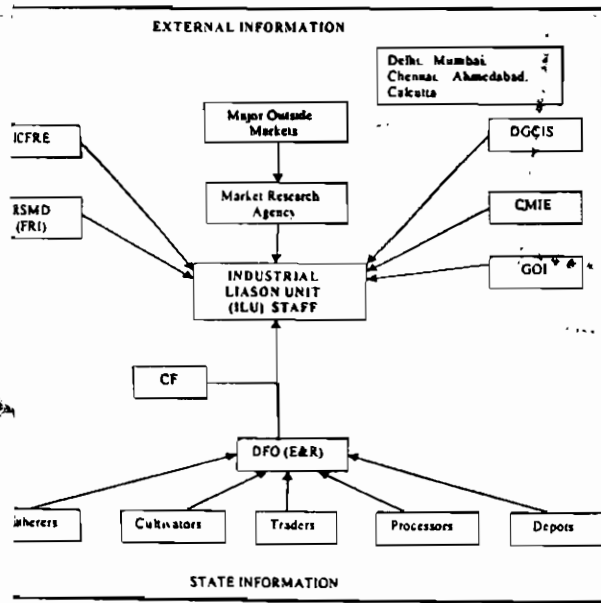 EXTERNAL INFORMATION
Delhi, Mumbai,
Chennai, Ahmedabad,
Calcutta
Major Outside
Markets
ICFRE
DGCIS
Market Research
Agency
RSMD
(FRI)
CMIE
GOI
INDUSTRIAL
LIASON UNIT
(ILU) STAFF
CF
DFO (E&R)
Cultivators
Traders
Processors
Depots
STATE INFORMATION